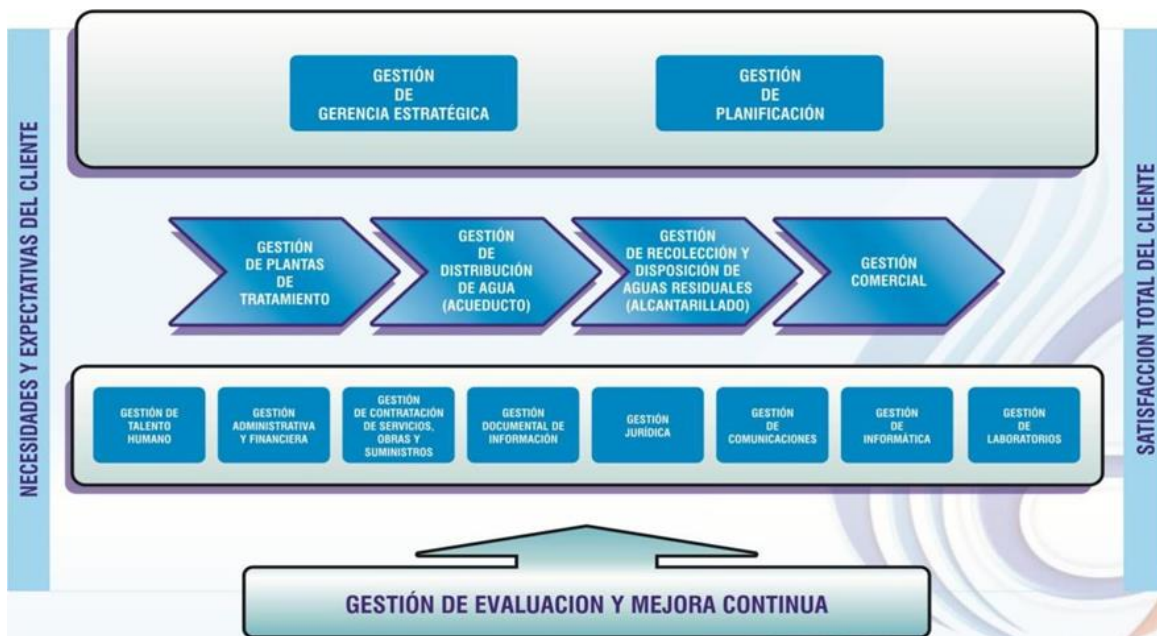 NECESIDADES Y EXPECTATIVAS DEL CLIENTE
GESTIÓN
DE
GERENCIA ESTRATÉGICA
GESTIÓN
DE
PLANIFICACIÓN
GESTIÓN
DE PLANTAS
DE
TRATAMIENTO
GESTIÓN
DE
DISTRIBUCIÓN
DE AGUA
(ACUEDUCTO)
GESTIÓN
DE RECOLECCIÓN Y
DISPOSICIÓN DE
AGUAS RESIDUALES
(ALCANTARILLADO)
GESTIÓN
COMERCIAL
GESTIÓN DE
TALENTO
HUMANO
GESTIÓN
ADMINISTRATIVA
Y FINANCIERA
GESTIÓN
DE CONTRATACIÓN
DE SERVICIOS,
OBRAS Y
SUMINISTROS
GESTIÓN
DOCUMENTAL DE
INFORMACIÓN
GESTIÓN
JURÍDICA
GESTIÓN
DE
COMUNICACIONES
GESTIÓN
DE
INFORMÁTICA
GESTIÓN
DE
LABORATORIOS
GESTIÓN DE EVALUACION Y MEJORA CONTINUA
SATISFACCION TOTAL DEL CLIENTE